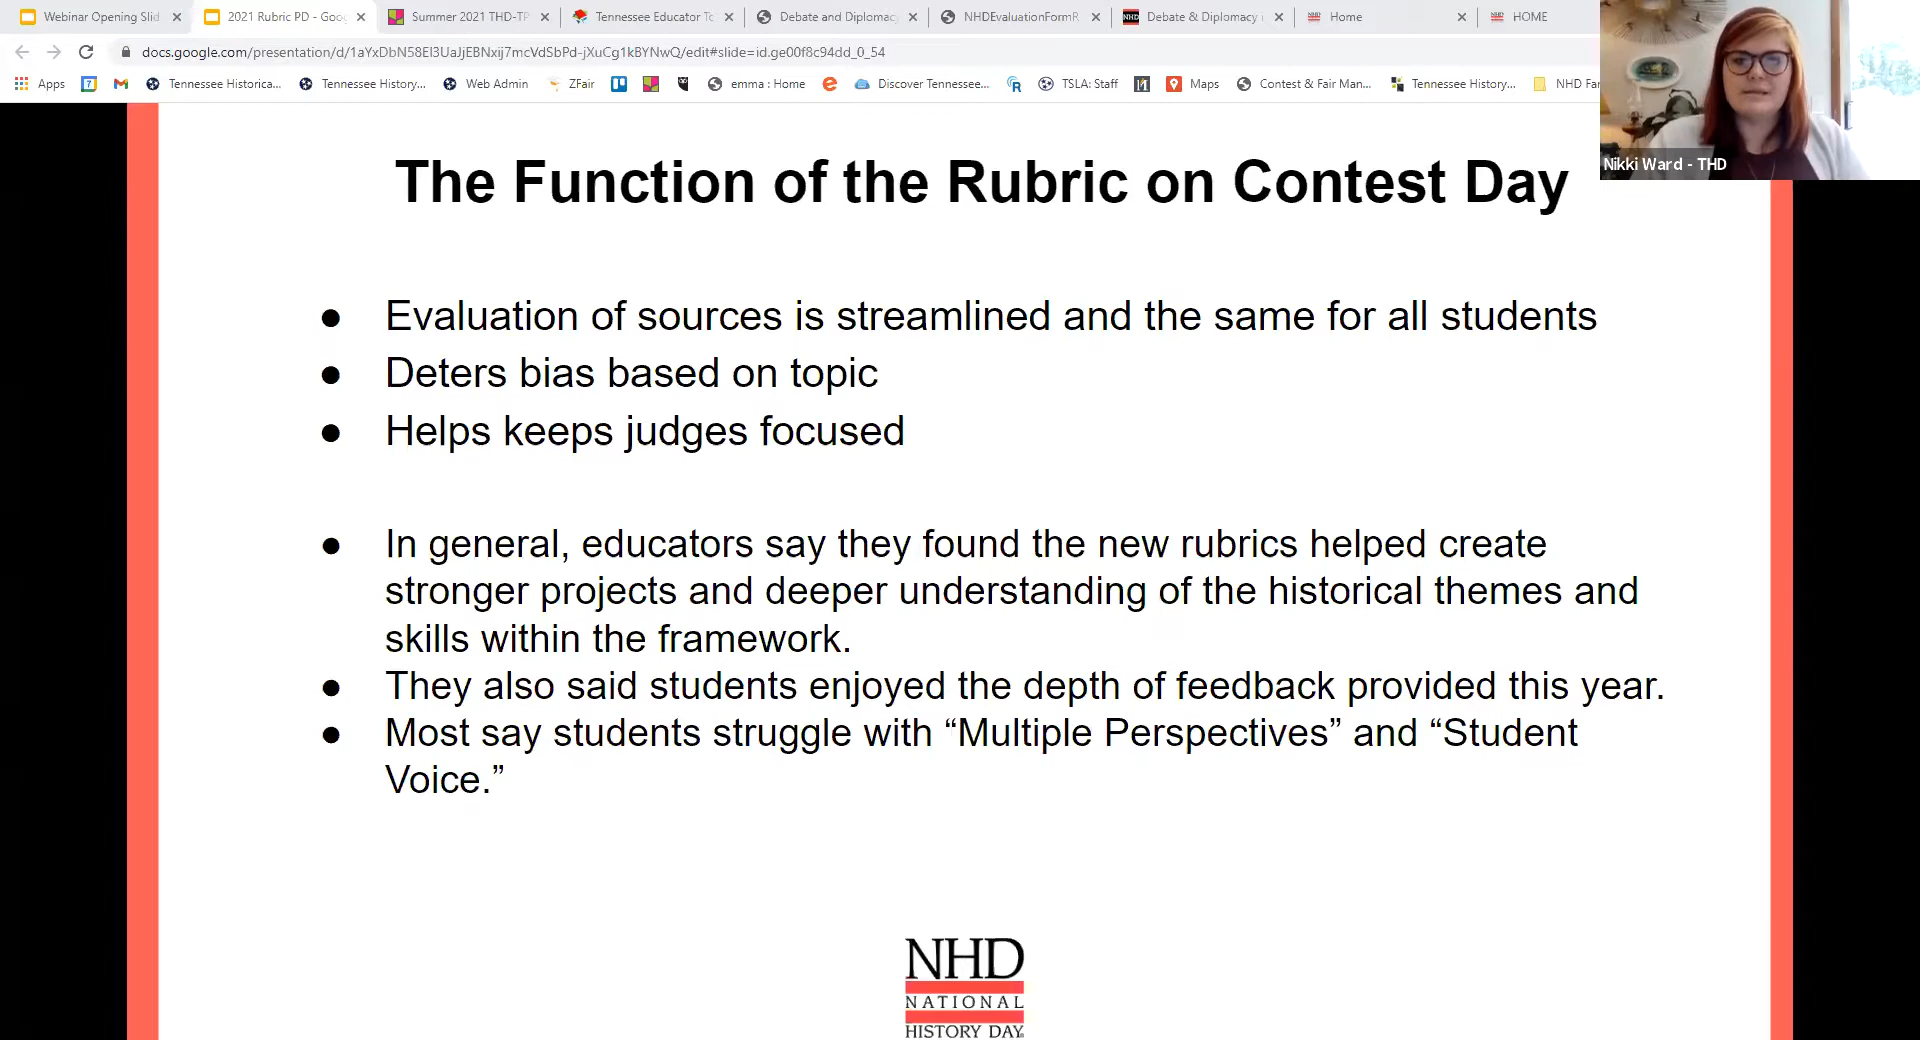 Webinar Opening Slid
2021 Rubric PD - Goo
Summer 2021 THD-TP
Tennessee Educator To
Debate and Diplomacy
NHDEvaluationFormR
Debate & Diplomacy
Home
HOME
docs.google.com/presentation/d/1aYxDbN58El3UaJjEBNxij7mcVdSbPd-jXuCg1kBYNwQ/edit#slide=id.ge00f8c94dd_0_54
Apps
Tennessee Historica...
Tennessee History...
Web Admin
ZFair
emma : Home
Discover Tennessee...
TSLA: Staff
Maps
Contest & Fair Man...
Tennessee History...
NHD Fa
Nikki Ward - THD
The Function of the Rubric on Contest Day
● Evaluation of sources is streamlined and the same for all students
● Deters bias based on topic
● Helps keeps judges focused
● In general, educators say they found the new rubrics helped create
stronger projects and deeper understanding of the historical themes and
skills within the framework.
● They also said students enjoyed the depth of feedback provided this year.
● Most say students struggle with “Multiple Perspectives” and “Student
Voice.”
NHD
NATIONAL
HISTORY DAY